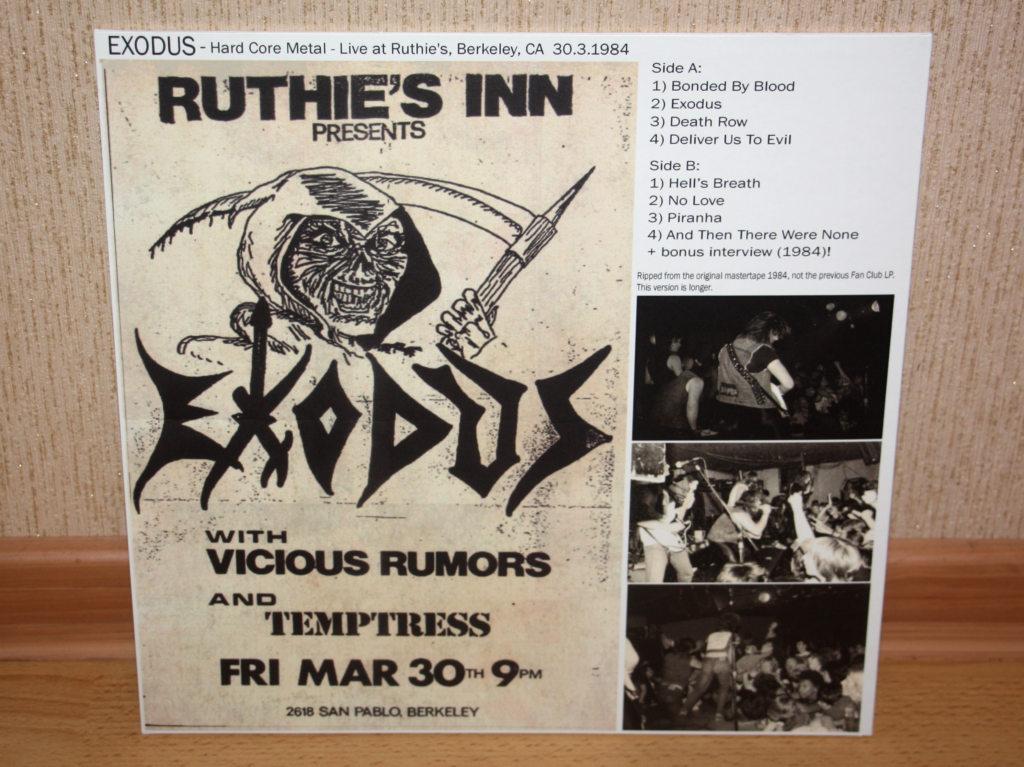 EXODUS - Hard Core Metal - Live at Ruthie's, Berkeley, CA 30.3.1984
RUTHIE'S INN
PRESENTS
EXODUS
WITH
VICIOUS RUMORS
AND
TEMPTRESS
FRI MAR 30TH 9PM
2618 SAN PABLO, BERKELEY
Side A:
1) Bonded By Blood
2) Exodus
3) Death Row
4) Deliver Us To Evil
Side B:
1) Hell's Breath
2) No Love
3) Piranha
4) And Then There Were None
+ bonus interview (1984)!
Ripped from the original mastertape 1984, not the previous Fan Club LP.
This version is longer.